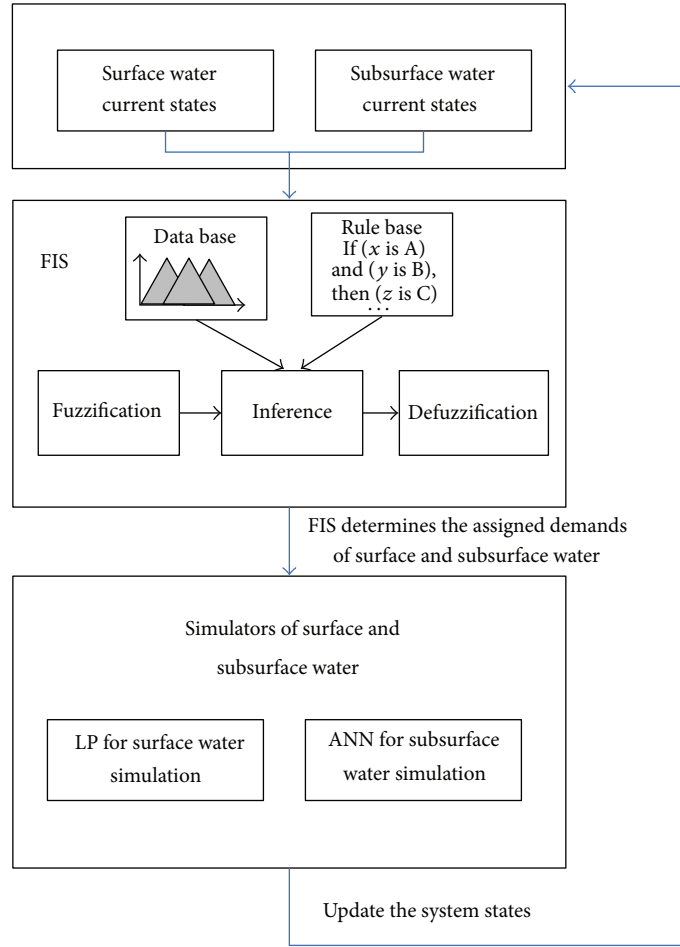 Surface water
current states
Subsurface water
current states
FIS
Data base
Rule base
If (x is A)
and (y is B),
then (z is C)
...
Fuzzification
Inference
Defuzzification
FIS determines the assigned demands
of surface and subsurface water
Simulators of surface and
subsurface water
LP for surface water
simulation
ANN for subsurface
water simulation
Update the system states